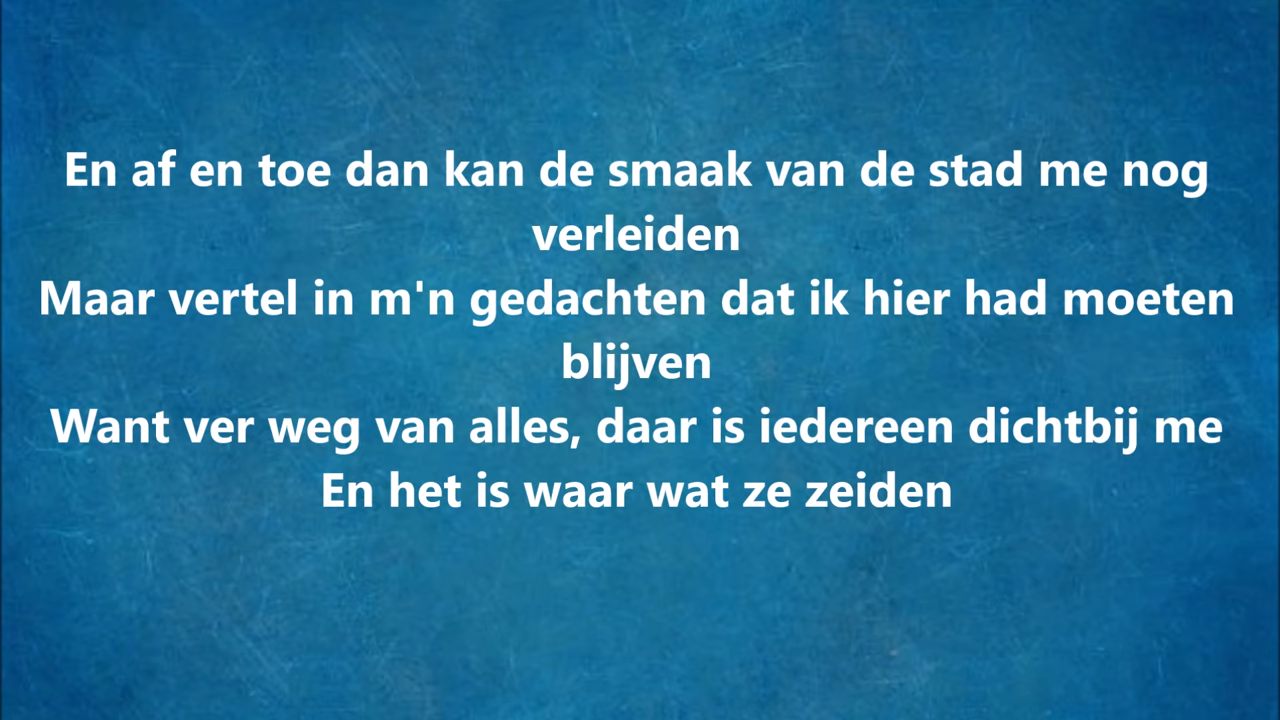 En af en toe dan kan de smaak van de stad me nog
verleiden
Maar vertel in m'n gedachten dat ik hier had moeten
blijven
Want ver weg van alles, daar is iedereen dichtbij me
En het is waar wat ze zeiden